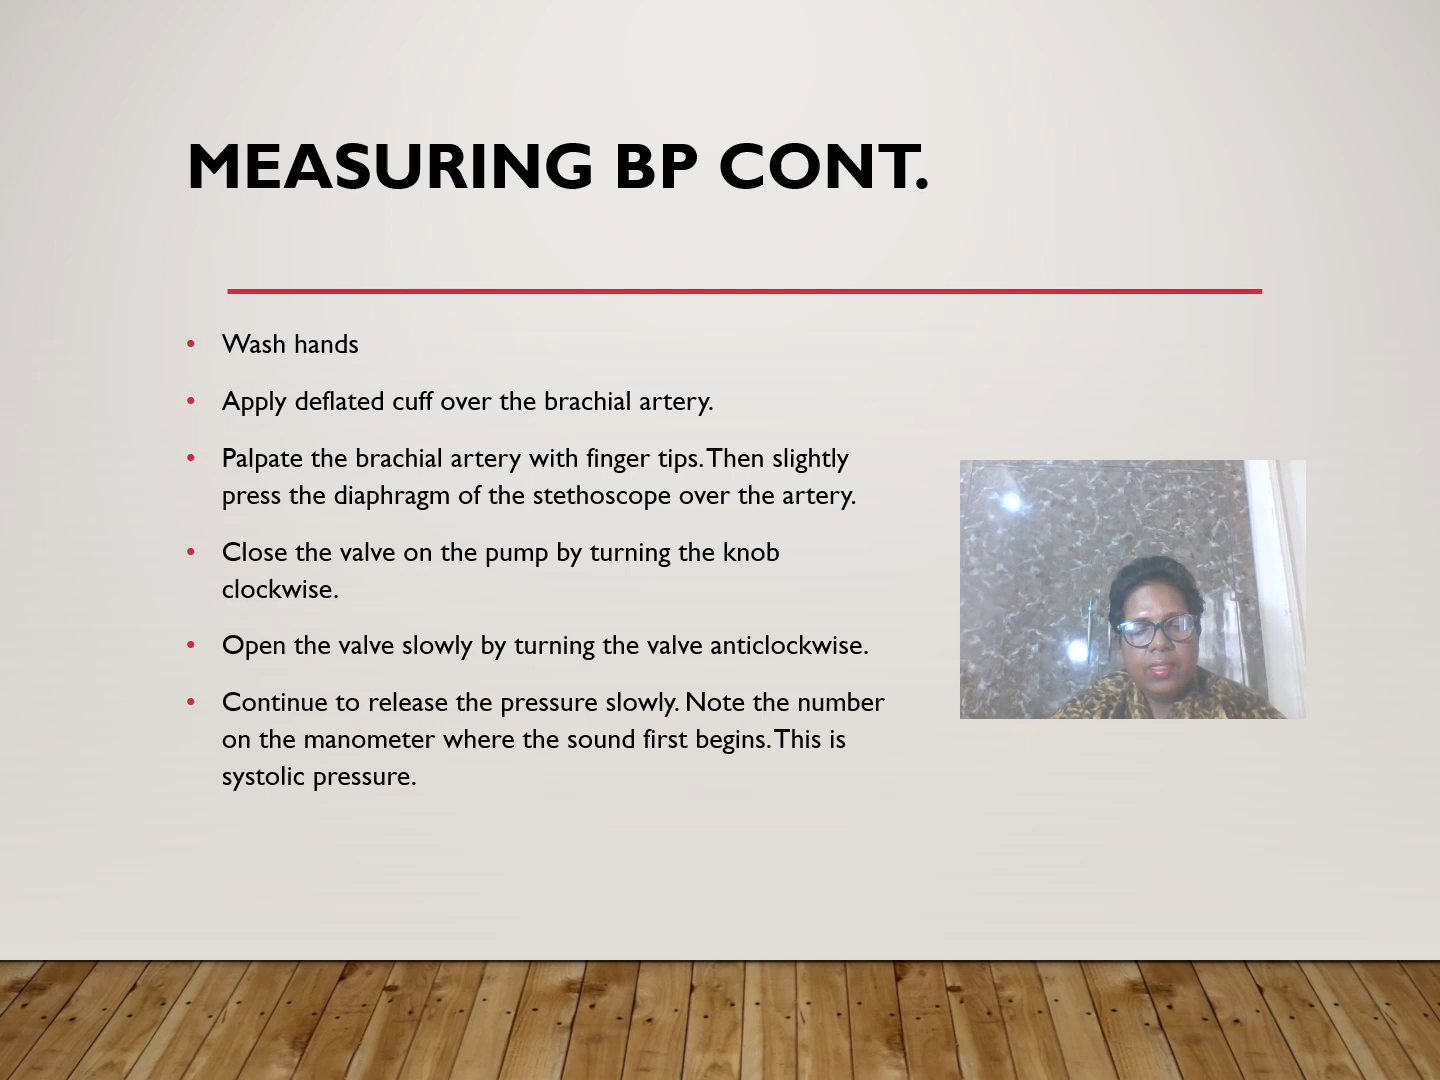 MEASURING BP CONT.
• Wash hands
• Apply deflated cuff over the brachial artery.
• Palpate the brachial artery with finger tips. Then slightly
press the diaphragm of the stethoscope over the artery.
• Close the valve on the pump by turning the knob
clockwise.
• Open the valve slowly by turning the valve anticlockwise.
• Continue to release the pressure slowly. Note the number
on the manometer where the sound first begins. This is
systolic pressure.